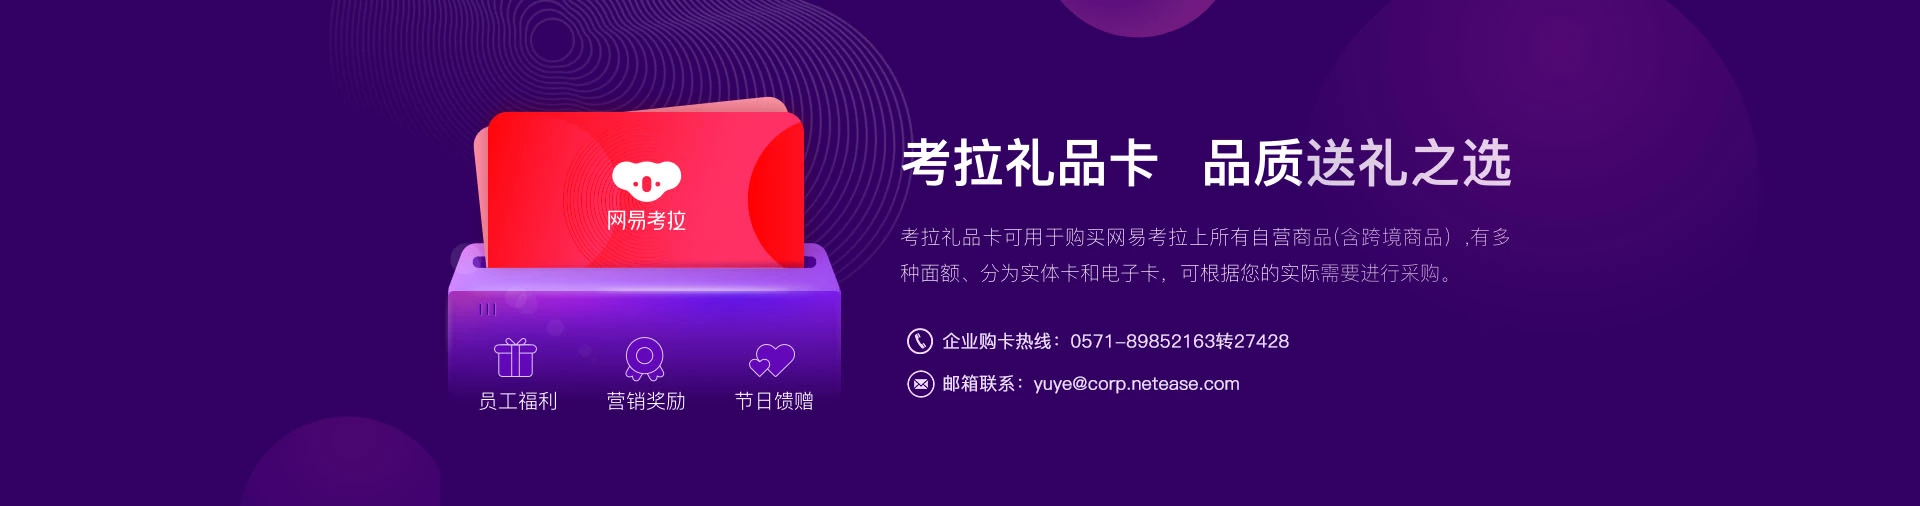 网易考拉
员工福利
营销奖励
节日馈赠
考拉礼品卡 品质送礼之选
考拉礼品卡可用于购买网易考拉上所有自营商品(含跨境商品）,有多
种面额、分为实体卡和电子卡，可根据您的实际需要进行采购。
企业购卡热线：0571-89852163转27428
邮箱联系：yuye@corp.netease.com